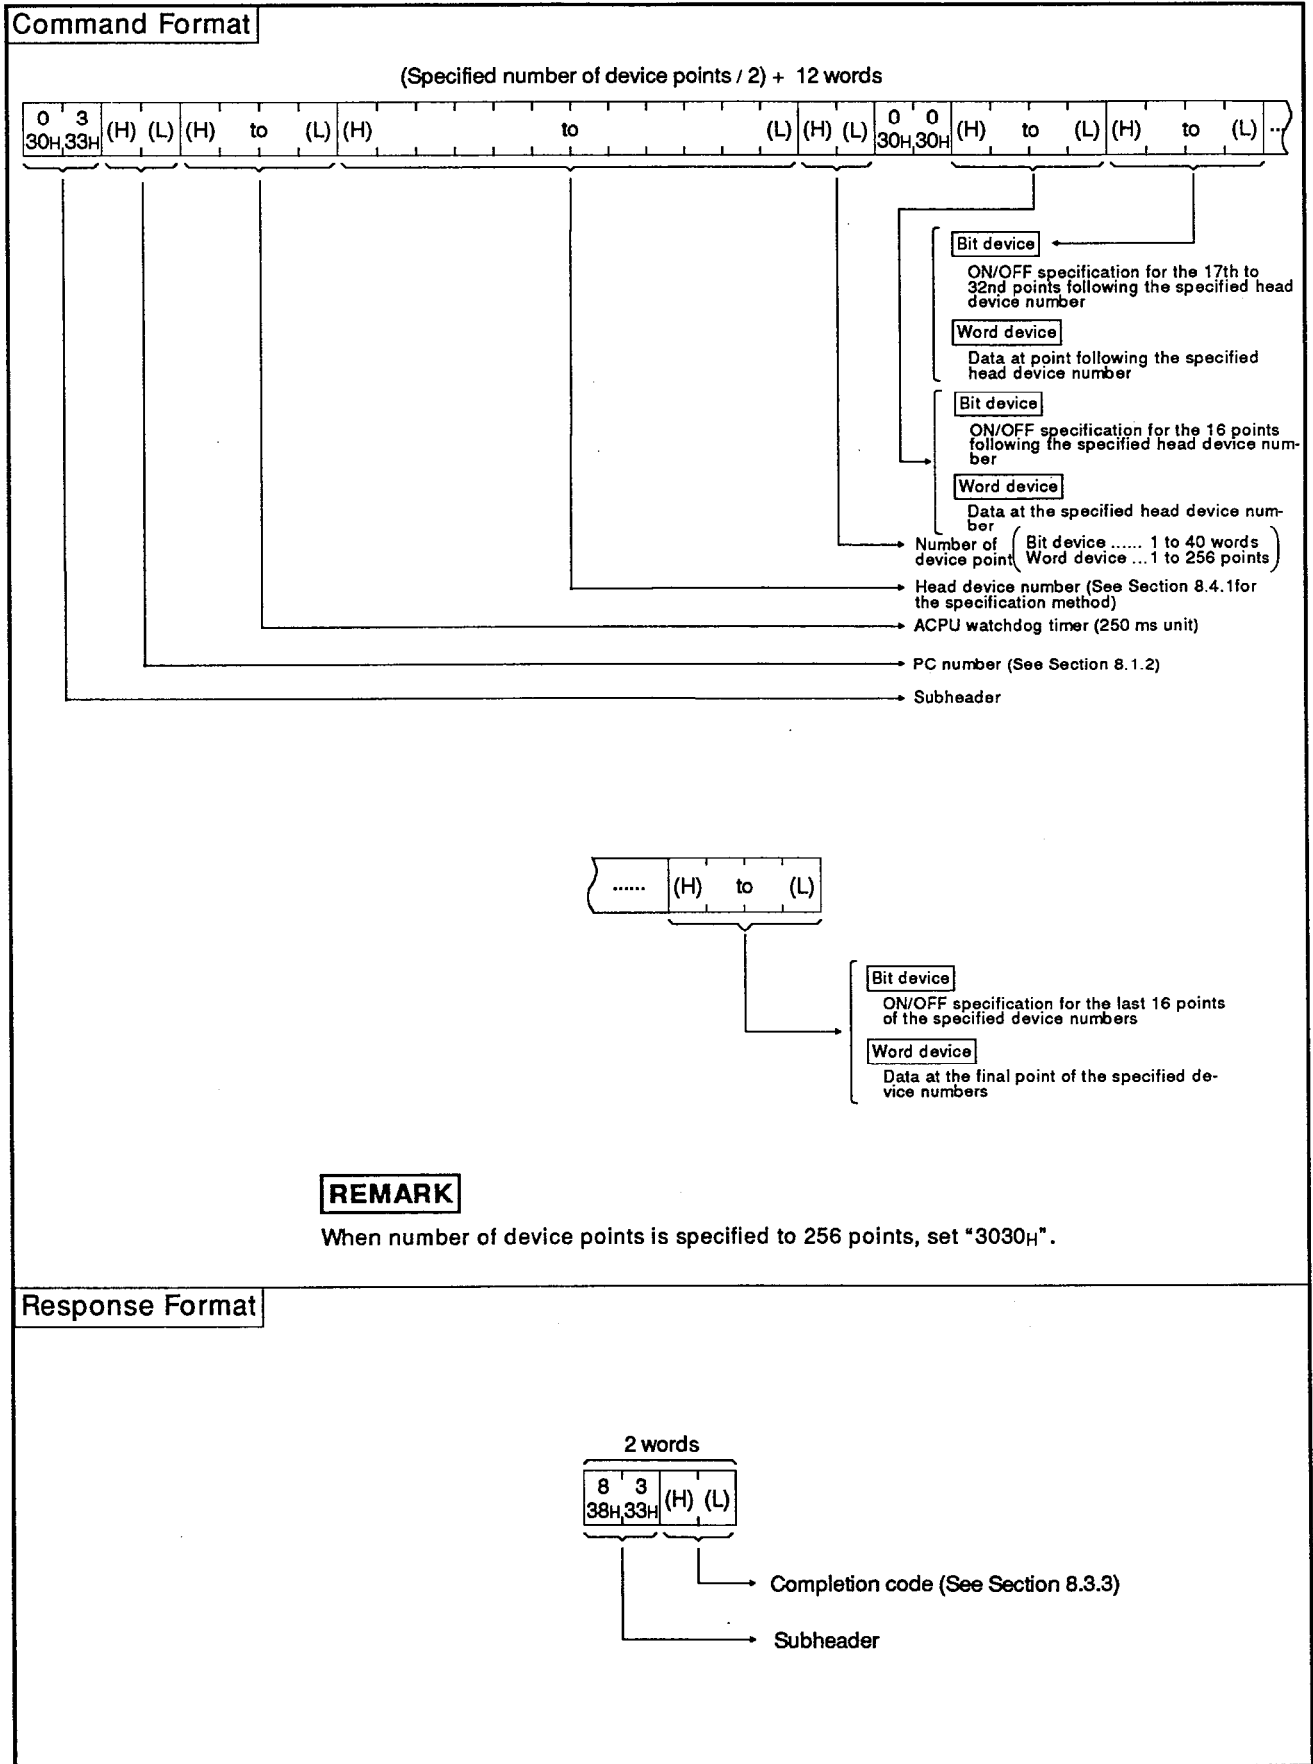 Command Format
(Specified number of device points / 2) + 12 words
0 3 (H) (L) (H) to (L) (H) to (L) (H) (L) 0 0 (H) to (L) (H) to (L) ...
30H 33H 30H 30H
Bit device
ON/OFF specification for the 17th to
32nd points following the specified head
device number
Word device
Data at point following the specified
head device number
Bit device
ON/OFF specification for the 16 points
following the specified head device num-
ber
Word device
Data at the specified head device num-
ber
Number of device point
( Bit device ...... 1 to 40 words
Word device ... 1 to 256 points )
Head device number (See Section 8.4.1for
the specification method)
ACPU watchdog timer (250 ms unit)
PC number (See Section 8.1.2)
Subheader
...... (H) to (L)
Bit device
ON/OFF specification for the last 16 points
of the specified device numbers
Word device
Data at the final point of the specified de-
vice numbers
REMARK
When number of device points is specified to 256 points, set "3030H".
Response Format
2 words
8 3 (H) (L)
38H 33H
Completion code (See Section 8.3.3)
Subheader